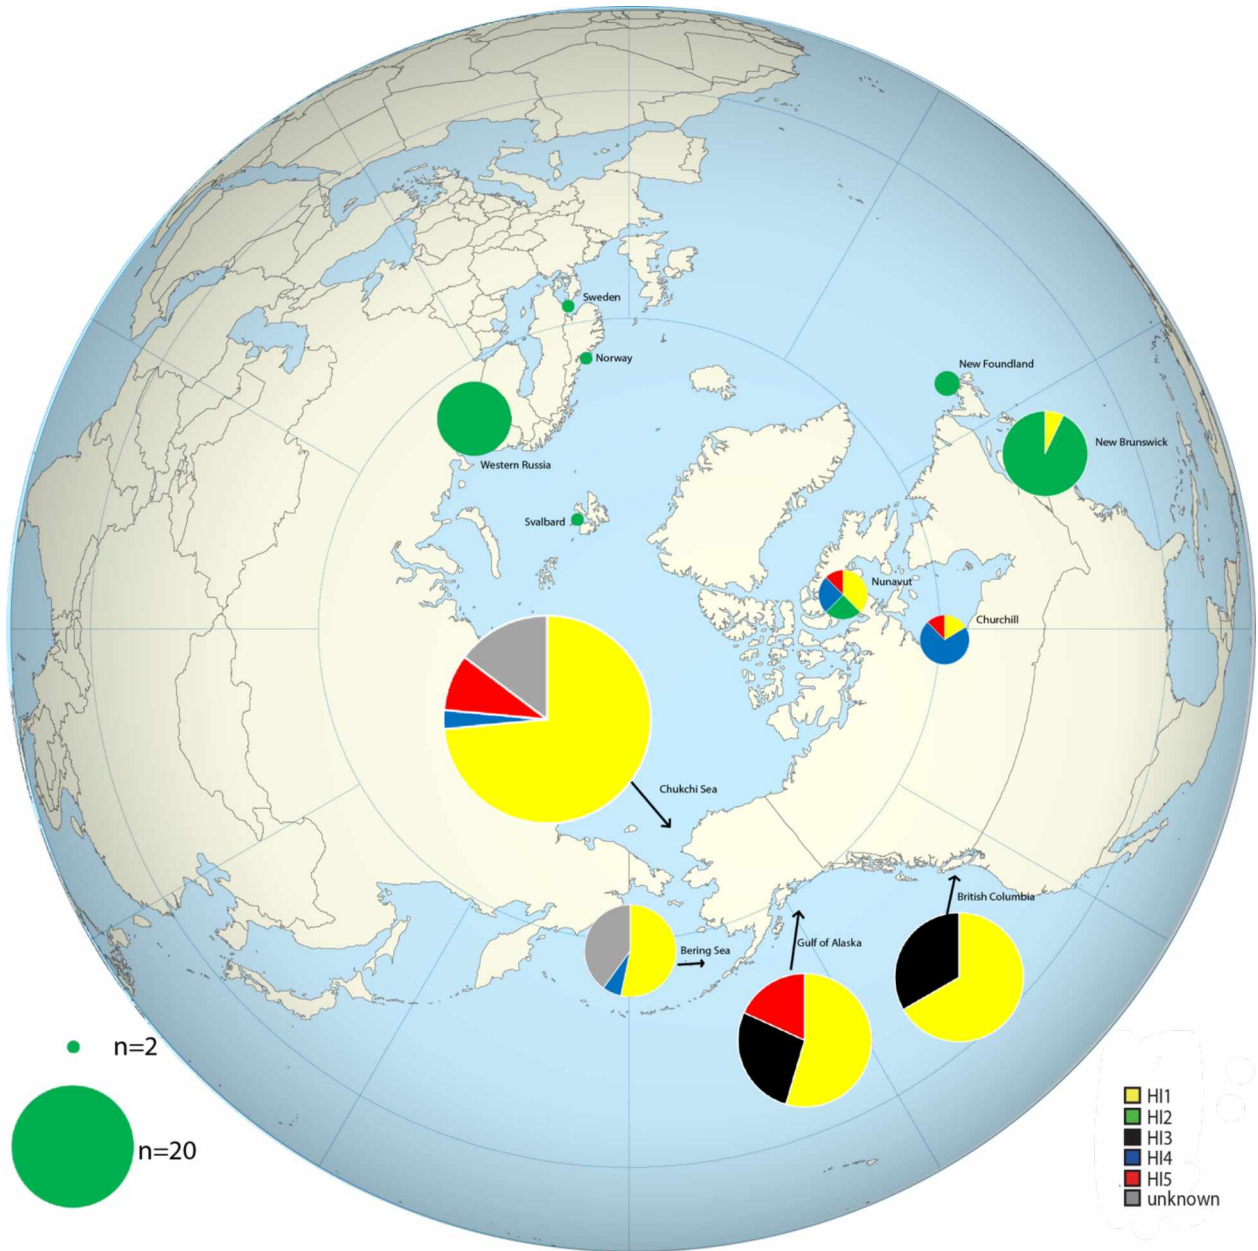 Sweden
Norway
New Foundland
New Brunswick
Western Russia
Svalbard
Nunavut
Churchill
Chukchi Sea
British Columbia
Gulf of Alaska
Bering Sea
n=2
n=20
HI1
HI2
HI3
HI4
HI5
unknown